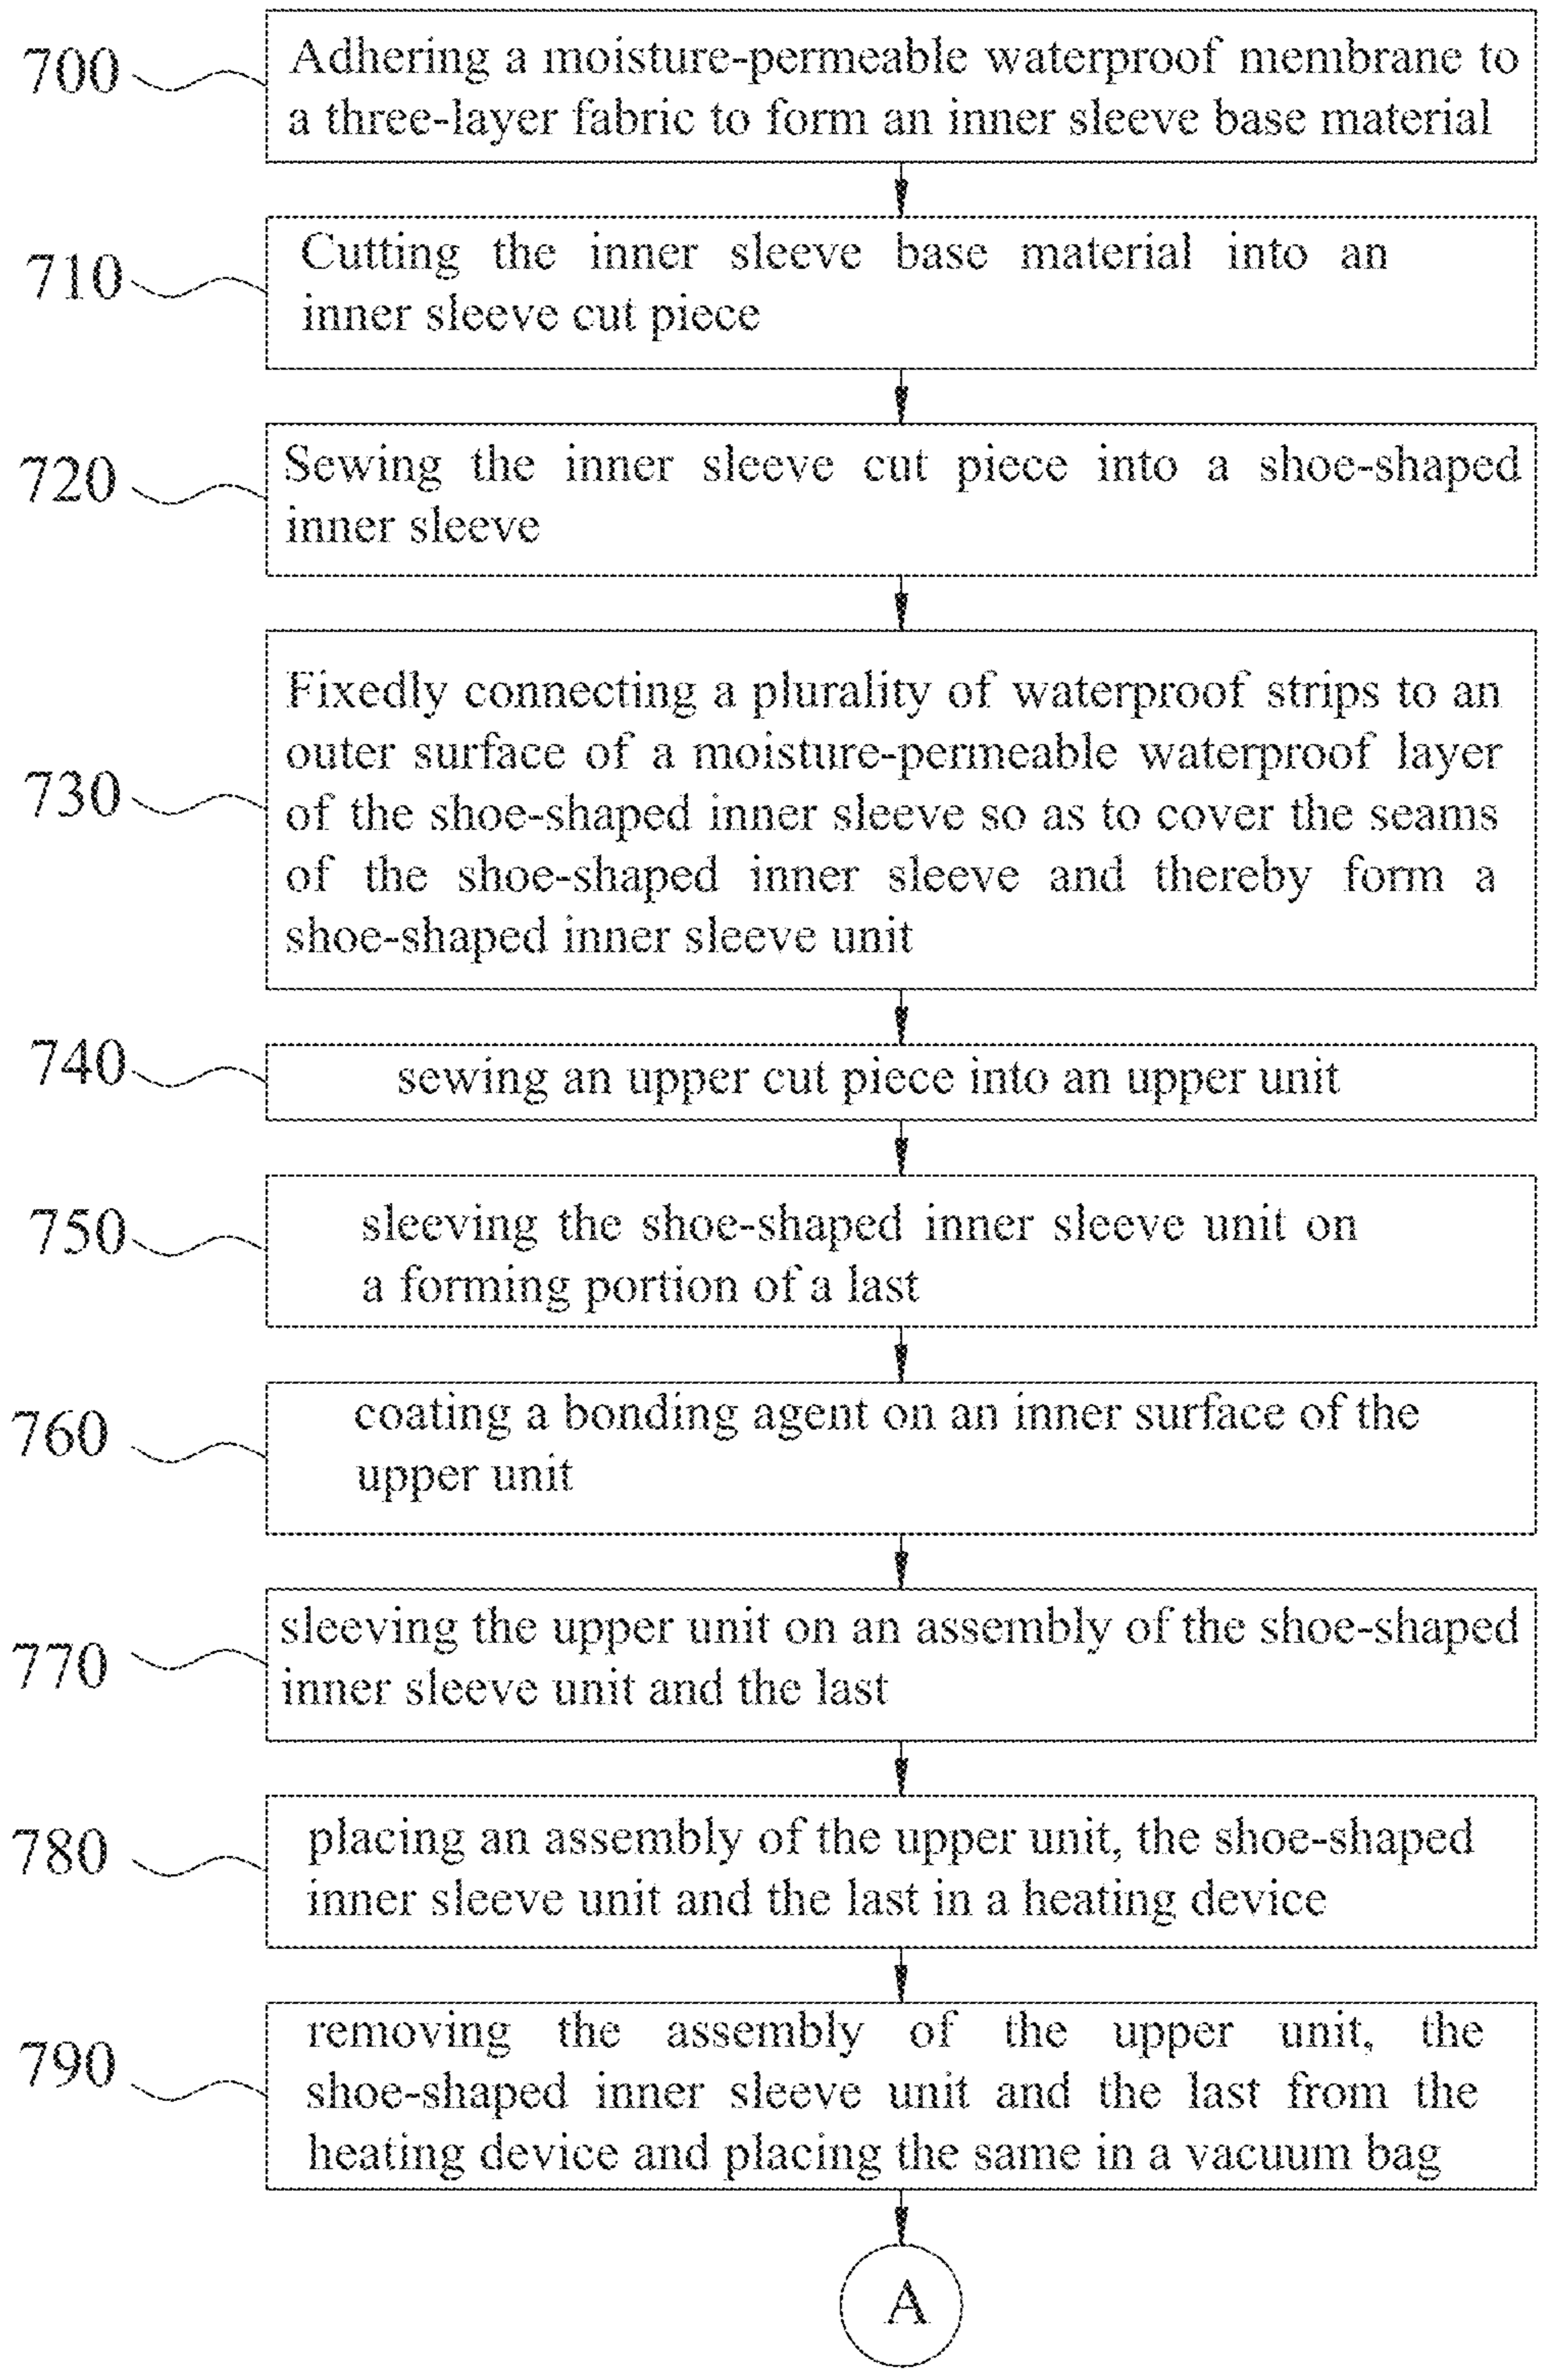 700
Adhering a moisture-permeable waterproof membrane to
a three-layer fabric to form an inner sleeve base material
710
Cutting the inner sleeve base material into an
inner sleeve cut piece
720
Sewing the inner sleeve cut piece into a shoe-shaped
inner sleeve
730
Fixedly connecting a plurality of waterproof strips to an
outer surface of a moisture-permeable waterproof layer
of the shoe-shaped inner sleeve so as to cover the seams
of the shoe-shaped inner sleeve and thereby form a
shoe-shaped inner sleeve unit
740
sewing an upper cut piece into an upper unit
750
sleeving the shoe-shaped inner sleeve unit on
a forming portion of a last
760
coating a bonding agent on an inner surface of the
upper unit
770
sleeving the upper unit on an assembly of the shoe-shaped
inner sleeve unit and the last
780
placing an assembly of the upper unit, the shoe-shaped
inner sleeve unit and the last in a heating device
790
removing the assembly of the upper unit, the
shoe-shaped inner sleeve unit and the last from the
heating device and placing the same in a vacuum bag
A